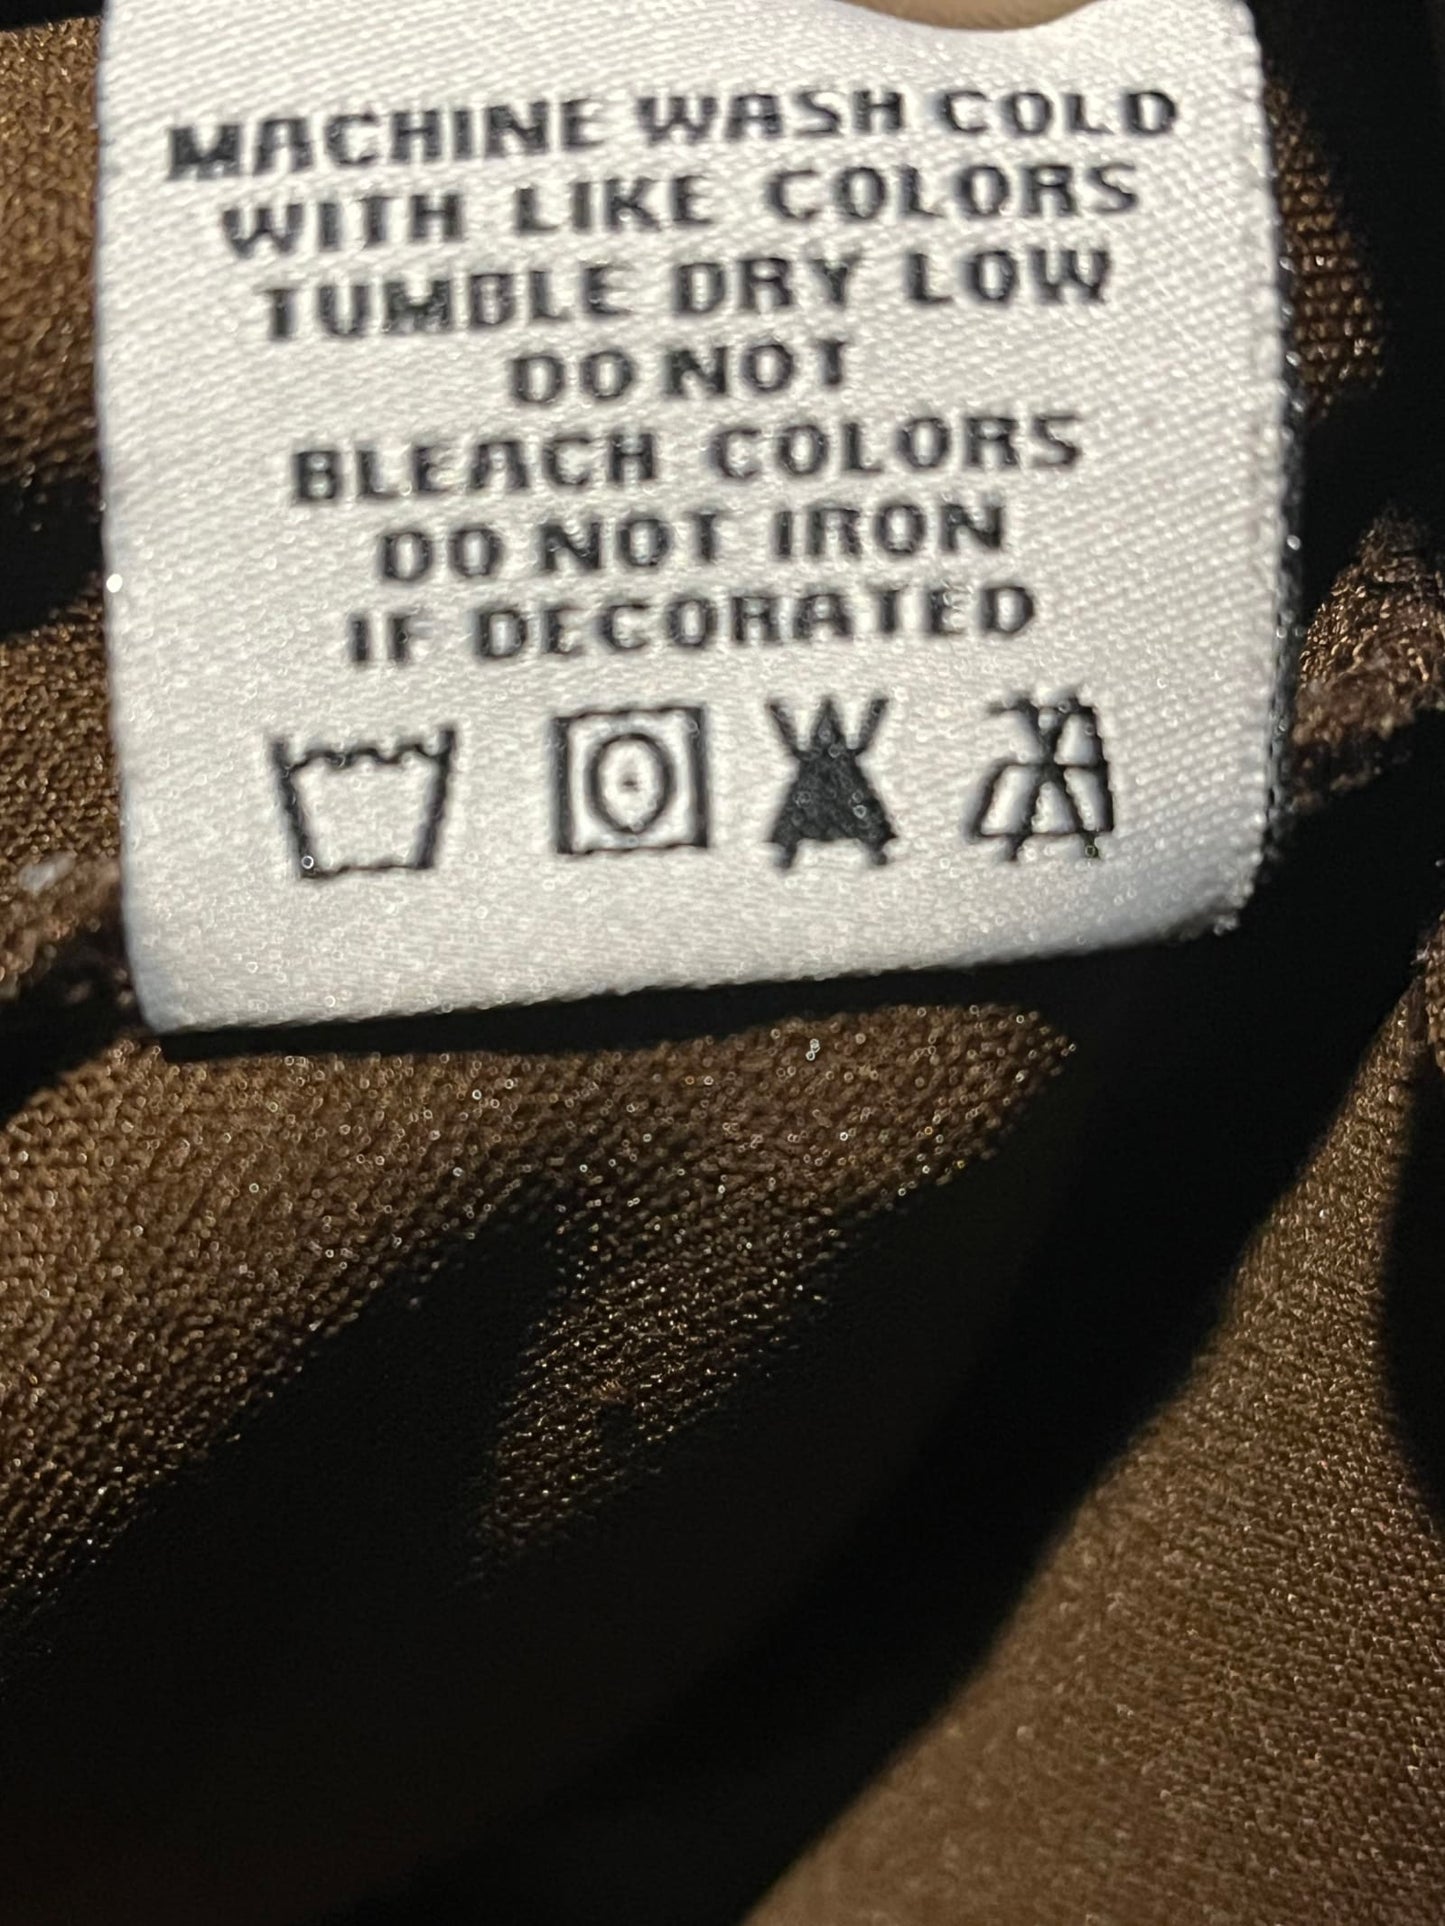 MACHINE WASH COLD
WITH LIKE COLORS
TUMBLE DRY LOW
DO NOT
BLEACH COLORS
DO NOT IRON
IF DECORATED